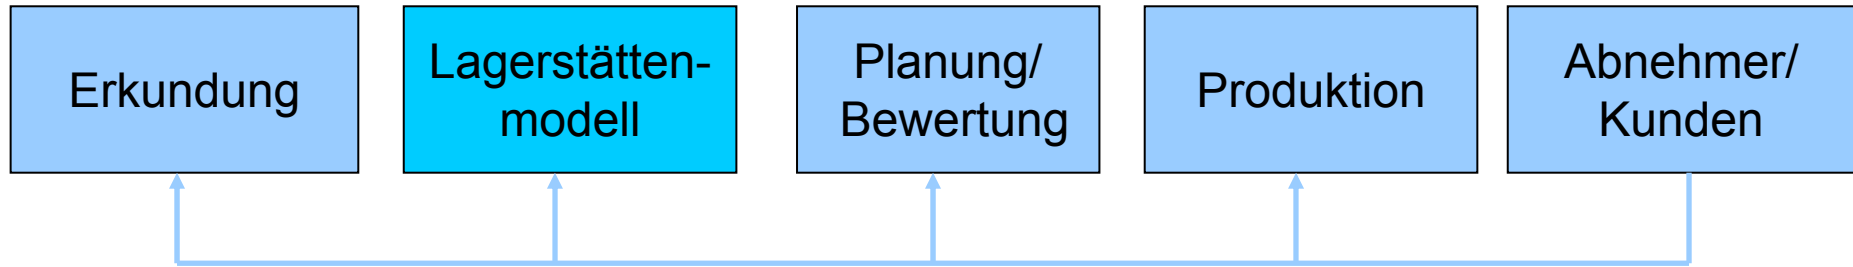 Erkundung
Lagerstätten-
modell
Planung/
Bewertung
Produktion
Abnehmer/
Kunden